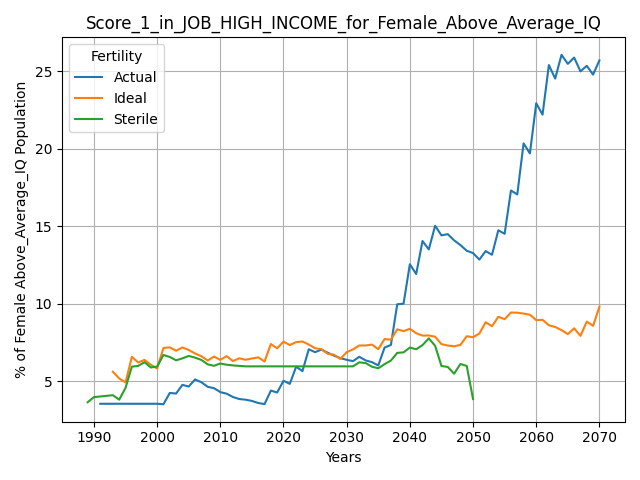 Score_1_in_JOB_HIGH_INCOME_for_Female_Above_Average_IQ
Fertility
Actual
Ideal
Sterile
% of Female Above_Average_IQ Population
25
20
15
10
5
1990 2000 2010 2020 2030 2040 2050 2060 2070
Years